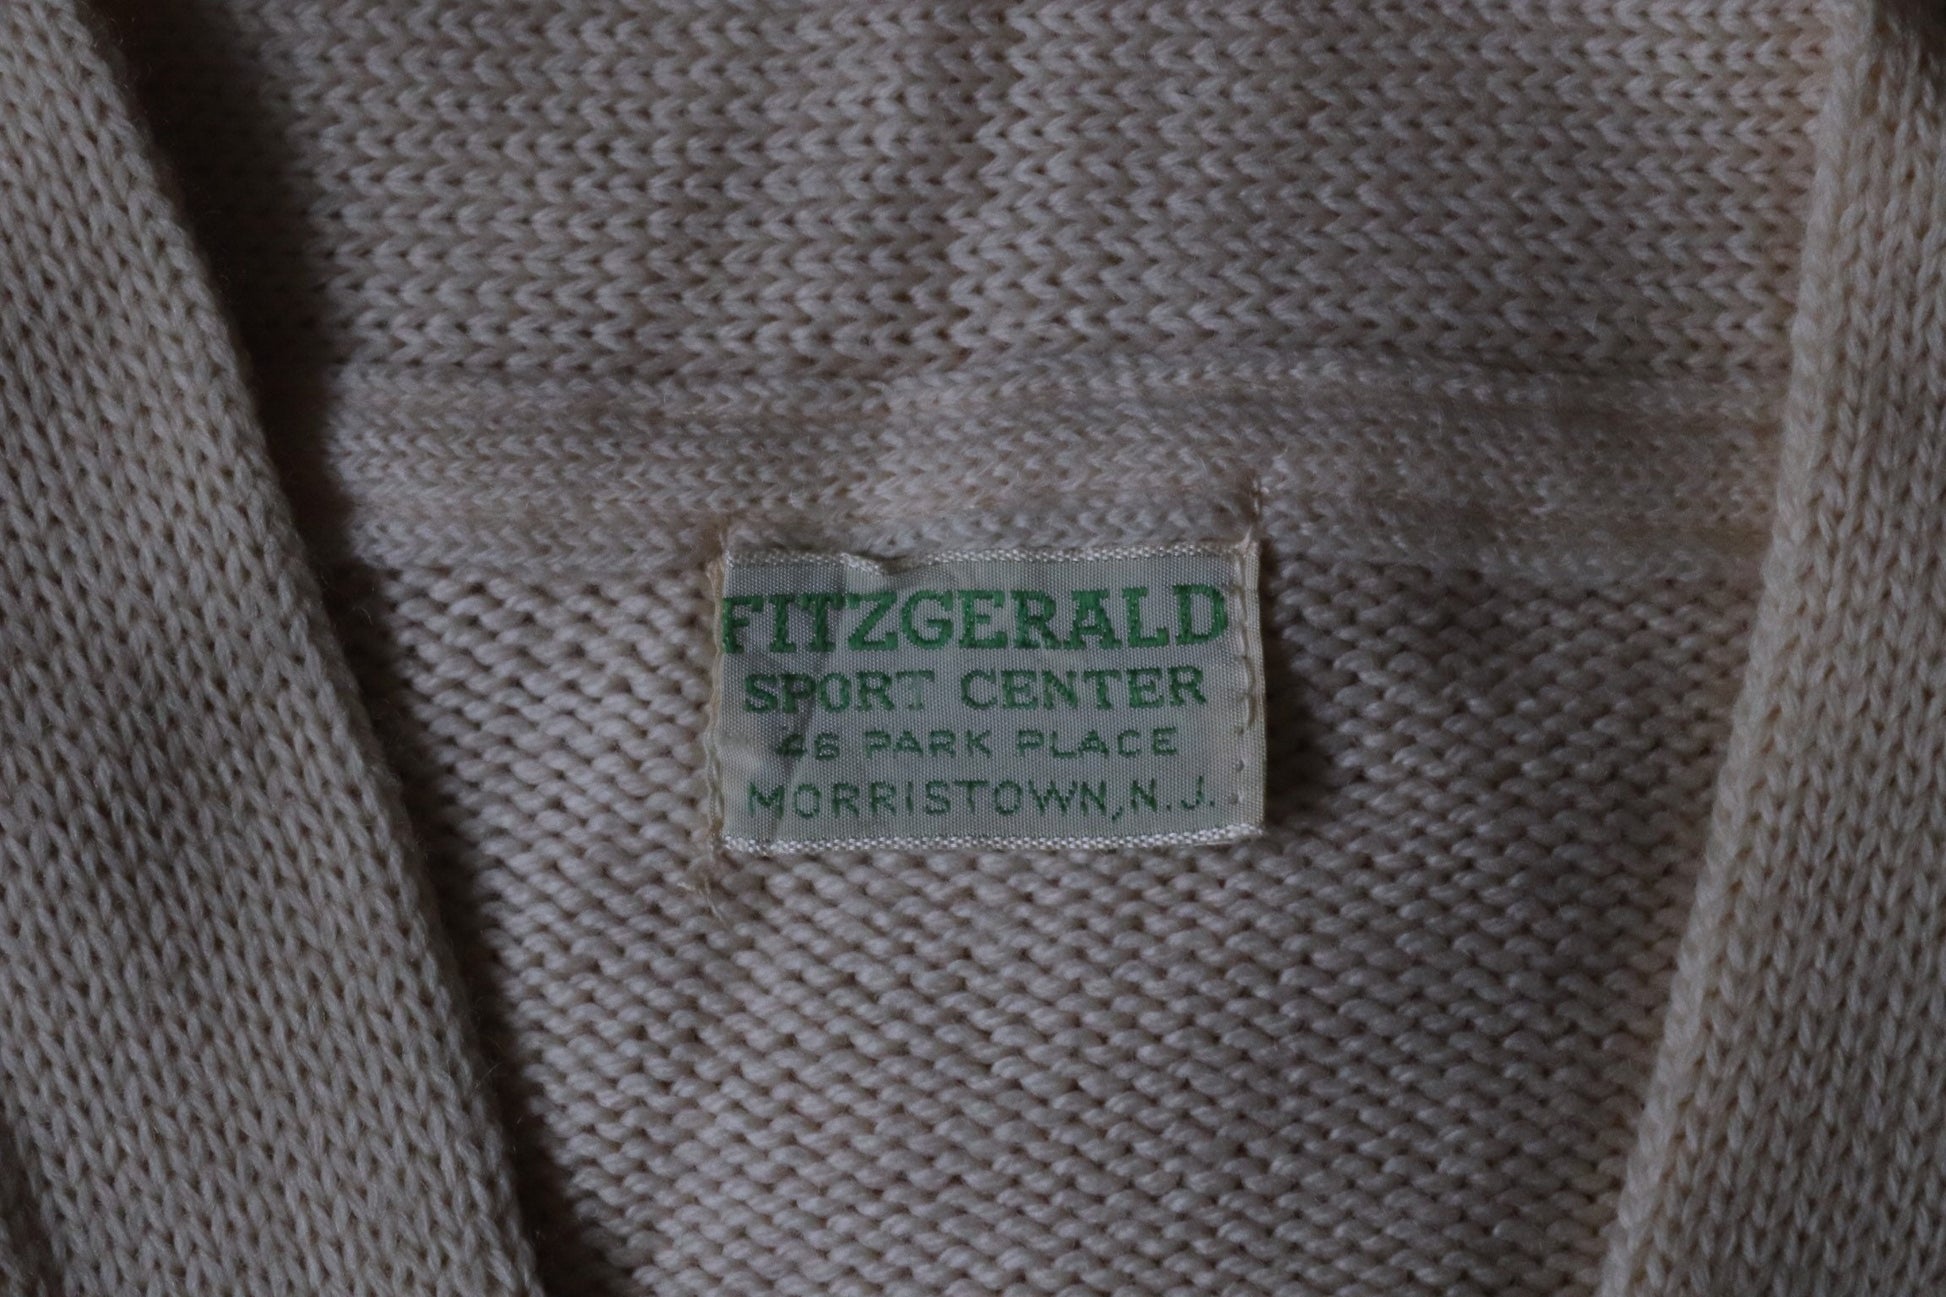 FITZGERALD
SPORT CENTER
46 PARK PLACE
MORRISTOWN, N.J.